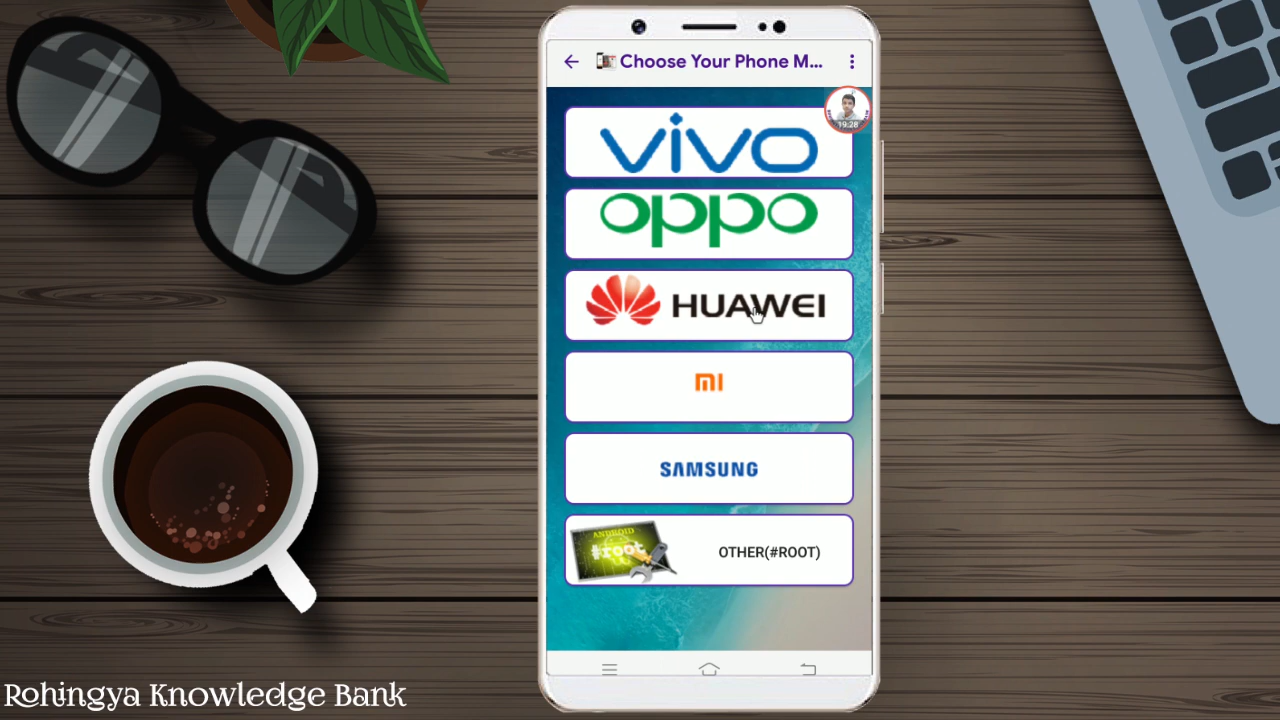 Choose Your Phone M...
19:28
vivo
oppo
HUAWEI
mi
SAMSUNG
ANDROID
#root
OTHER(#ROOT)
Rohingya Knowledge Bank